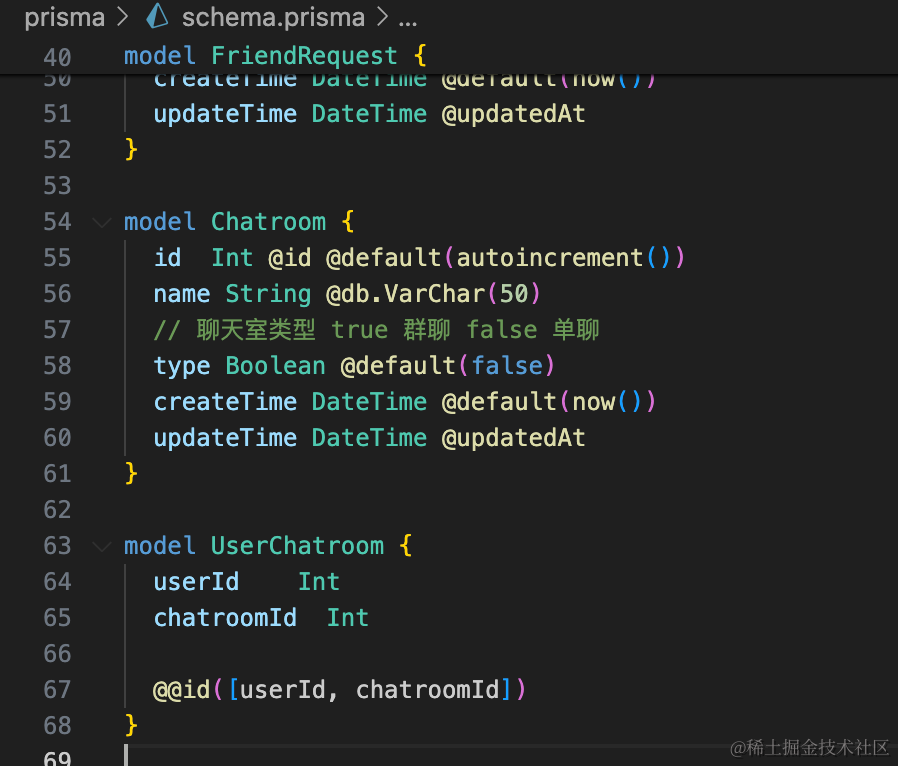 prisma > schema.prisma > ...
40 model FriendRequest {
50 createTime DateTime @default(now())
51 updateTime DateTime @updatedAt
52 }
53
54 model Chatroom {
55 id Int @id @default(autoincrement())
56 name String @db.VarChar(50)
57 // 聊天室类型 true 群聊 false 单聊
58 type Boolean @default(false)
59 createTime DateTime @default(now())
60 updateTime DateTime @updatedAt
61 }
62
63 model UserChatroom {
64 userId Int
65 chatroomId Int
66
67 @@id([userId, chatroomId])
68 }
69
@稀土掘金技术社区